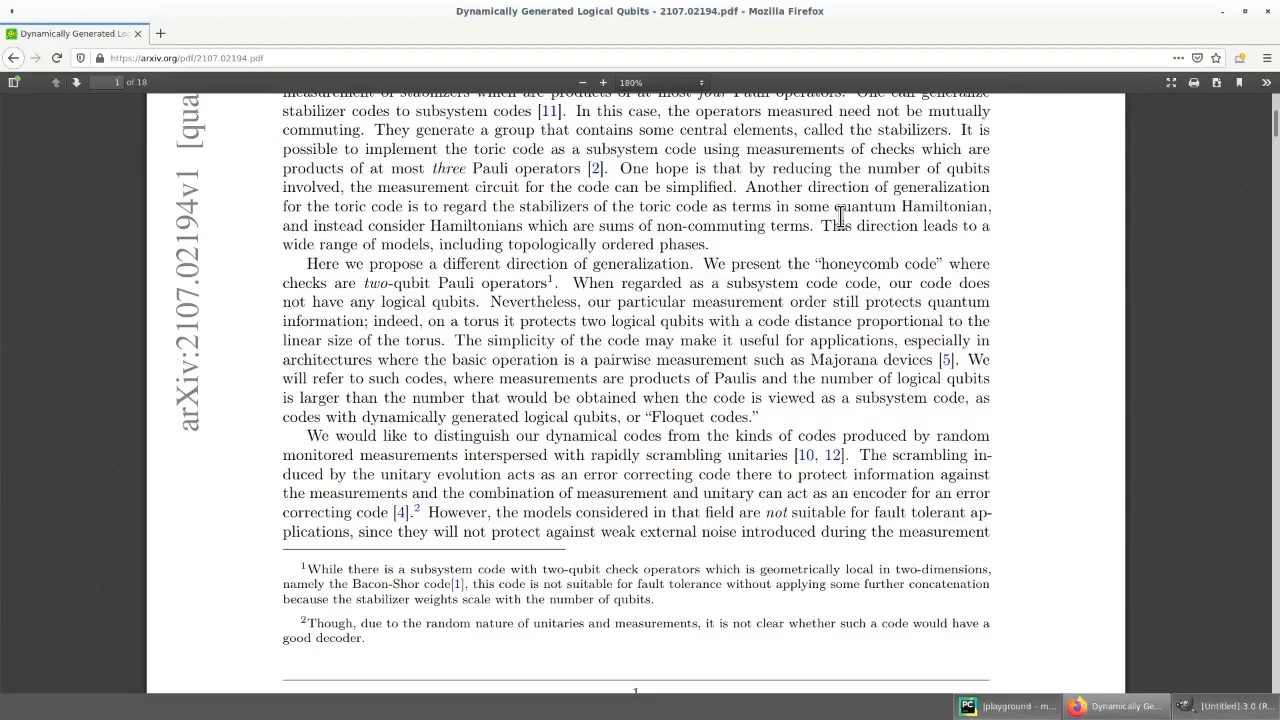 Dynamically Generated Logical Qubits - 2107.02194.pdf - Mozilla Firefox
Dynamically Generated Lo
https://arxiv.org/pdf/2107.02194.pdf
1 of 18
180%
measurement of stabilizers which are products of at most four Pauli operators. One can generalize
stabilizer codes to subsystem codes [11]. In this case, the operators measured need not be mutually
commuting. They generate a group that contains some central elements, called the stabilizers. It is
possible to implement the toric code as a subsystem code using measurements of checks which are
products of at most three Pauli operators [2]. One hope is that by reducing the number of qubits
involved, the measurement circuit for the code can be simplified. Another direction of generalization
for the toric code is to regard the stabilizers of the toric code as terms in some quantum Hamiltonian,
and instead consider Hamiltonians which are sums of non-commuting terms. This direction leads to a
wide range of models, including topologically ordered phases.
Here we propose a different direction of generalization. We present the “honeycomb code” where
checks are two-qubit Pauli operators1. When regarded as a subsystem code code, our code does
not have any logical qubits. Nevertheless, our particular measurement order still protects quantum
information; indeed, on a torus it protects two logical qubits with a code distance proportional to the
linear size of the torus. The simplicity of the code may make it useful for applications, especially in
architectures where the basic operation is a pairwise measurement such as Majorana devices [5]. We
will refer to such codes, where measurements are products of Paulis and the number of logical qubits
is larger than the number that would be obtained when the code is viewed as a subsystem code, as
codes with dynamically generated logical qubits, or “Floquet codes.”
We would like to distinguish our dynamical codes from the kinds of codes produced by random
monitored measurements interspersed with rapidly scrambling unitaries [10, 12]. The scrambling in-
duced by the unitary evolution acts as an error correcting code there to protect information against
the measurements and the combination of measurement and unitary can act as an encoder for an error
correcting code [4].2 However, the models considered in that field are not suitable for fault tolerant ap-
plications, since they will not protect against weak external noise introduced during the measurement
1While there is a subsystem code with two-qubit check operators which is geometrically local in two-dimensions,
namely the Bacon-Shor code[1], this code is not suitable for fault tolerance without applying some further concatenation
because the stabilizer weights scale with the number of qubits.
2Though, due to the random nature of unitaries and measurements, it is not clear whether such a code would have a
good decoder.
1
arXiv:2107.02194v1 [qua
[playground – m...
Dynamically Ge...
[Untitled]-3.0 (R...